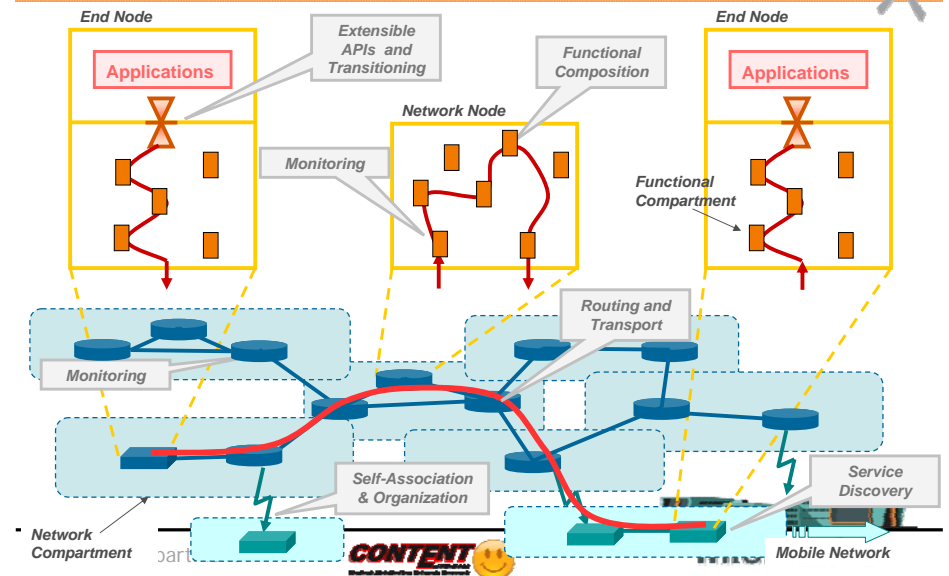 End Node
End Node
Extensible
APIs and
Transitioning
Functional
Composition
Applications
Applications
Network Node
Monitoring
Functional
Compartment
Routing and
Transport
Monitoring
Self-Association
& Organization
Service
Discovery
Network
Compartment
CONTENT
Mobile Network